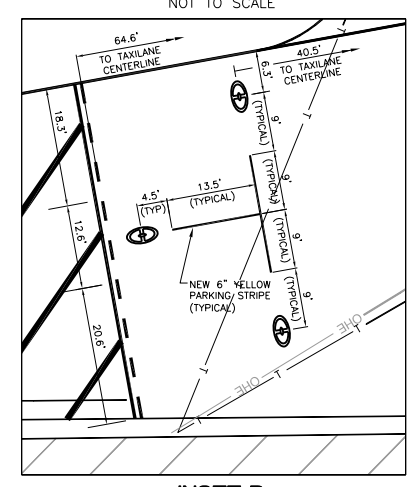 NOT TO SCALE
64.6'
TO TAXILANE
CENTERLINE
40.5'
TO TAXILANE
CENTERLINE
6.3'
18.3'
9'
(TYPICAL)
13.5'
(TYPICAL)
4.5'
(TYP)
9'
(TYPICAL)
12.6'
9'
(TYPICAL)
NEW 6" YELLOW
PARKING STRIPE
(TYPICAL)
9'
(TYPICAL)
20.6'
T
T
T
T
T
OHE
OHE